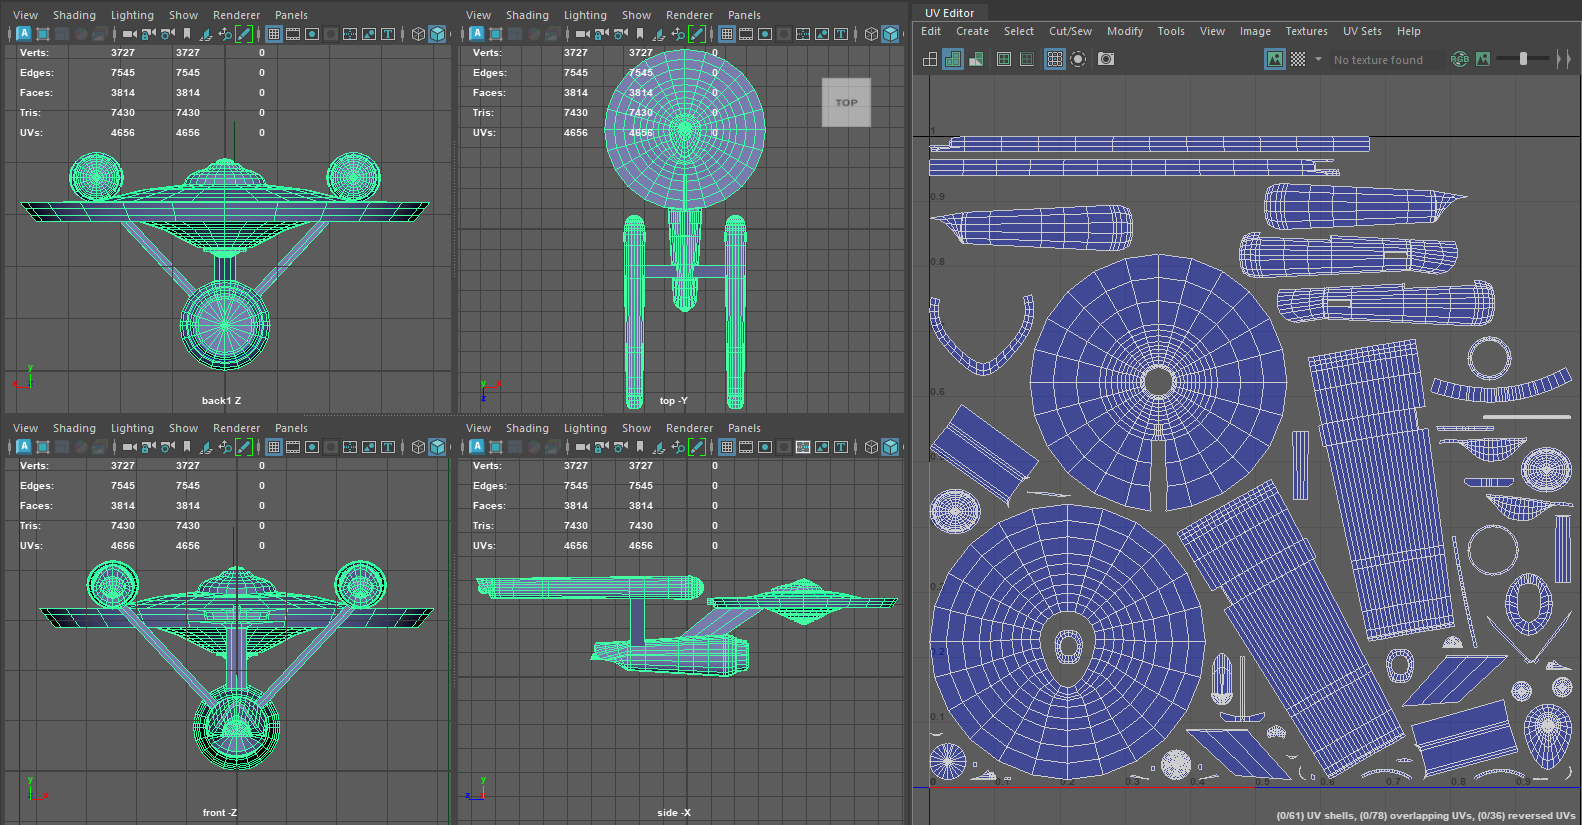 View Shading Lighting Show Renderer Panels
Verts: 3727 3727 0
Edges: 7545 7545 0
Faces: 3814 3814 0
Tris: 7430 7430 0
UVs: 4656 4656 0
y
x
back1 Z
View Shading Lighting Show Renderer Panels
Verts: 3727 3727 0
Edges: 7545 7545 0
Faces: 3814 3814 0
Tris: 7430 7430 0
UVs: 4656 4656 0
TOP
y
x
z
top -Y
View Shading Lighting Show Renderer Panels
Verts: 3727 3727 0
Edges: 7545 7545 0
Faces: 3814 3814 0
Tris: 7430 7430 0
UVs: 4656 4656 0
y
x
front -Z
View Shading Lighting Show Renderer Panels
Verts: 3727 3727 0
Edges: 7545 7545 0
Faces: 3814 3814 0
Tris: 7430 7430 0
UVs: 4656 4656 0
y
z
side -X
UV Editor
Edit Create Select Cut/Sew Modify Tools View Image Textures UV Sets Help
No texture found
RGB
1
0.9
0.8
0.6
0.2
0.1
0 0.1 0.2 0.3 0.4 0.5 0.6 0.7 0.8 0.9
(0/61) UV shells, (0/78) overlapping UVs, (0/36) reversed UVs